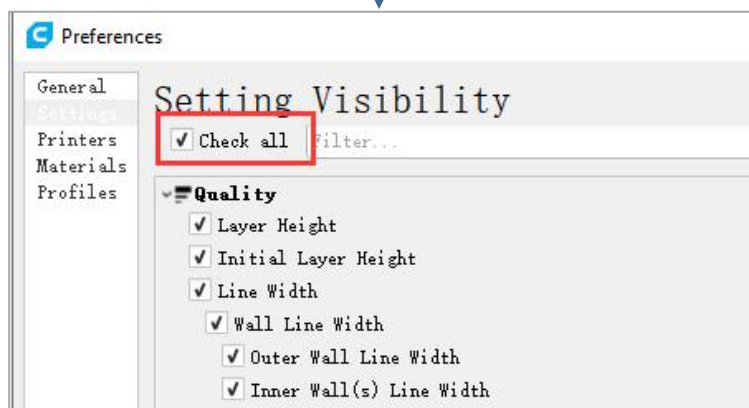 Preferences
General
Settings
Printers
Materials
Profiles
Setting Visibility
Check all
Filter...
Quality
Layer Height
Initial Layer Height
Line Width
Wall Line Width
Outer Wall Line Width
Inner Wall(s) Line Width